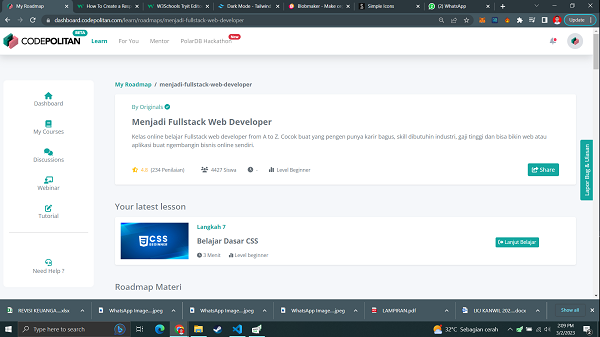 My Roadmap
How To Create a Resp
W3Schools Tryit Editor
Dark Mode - Tailwind
Blobmaker - Make or
Simple Icons
(2) WhatsApp
dashboard.codepolitan.com/learn/roadmaps/menjadi-fullstack-web-developer
Update
CODEPOLITAN
BETA
Learn
For You
Mentor
PolarDB Hackathon
New
Dashboard
My Courses
Discussions
Webinar
Tutorial
Need Help ?
My Roadmap / menjadi-fullstack-web-developer
By Originals
Menjadi Fullstack Web Developer
Kelas online belajar Fullstack web developer from A to Z. Cocok buat yang pengen punya karir bagus, skill dibutuhin industri, gaji tinggi dan bisa bikin web atau
aplikasi buat ngembangin bisnis online sendiri.
4.8 (234 Penilaian)
4427 Siswa
-
Level Beginner
Share
Lapor Bug & Ulasan
Your latest lesson
CSS
BEGINNER
Langkah 7
Belajar Dasar CSS
3 Menit
Level beginner
Lanjut Belajar
Roadmap Materi
REVISI KEUANGA....xlsx
WhatsApp Image....jpeg
WhatsApp Image....jpeg
WhatsApp Image....jpeg
LAMPIRAN.pdf
LKJ KANWIL 202....docx
Show all
Type here to search
32°C Sebagian cerah
2:09 PM
3/2/2023